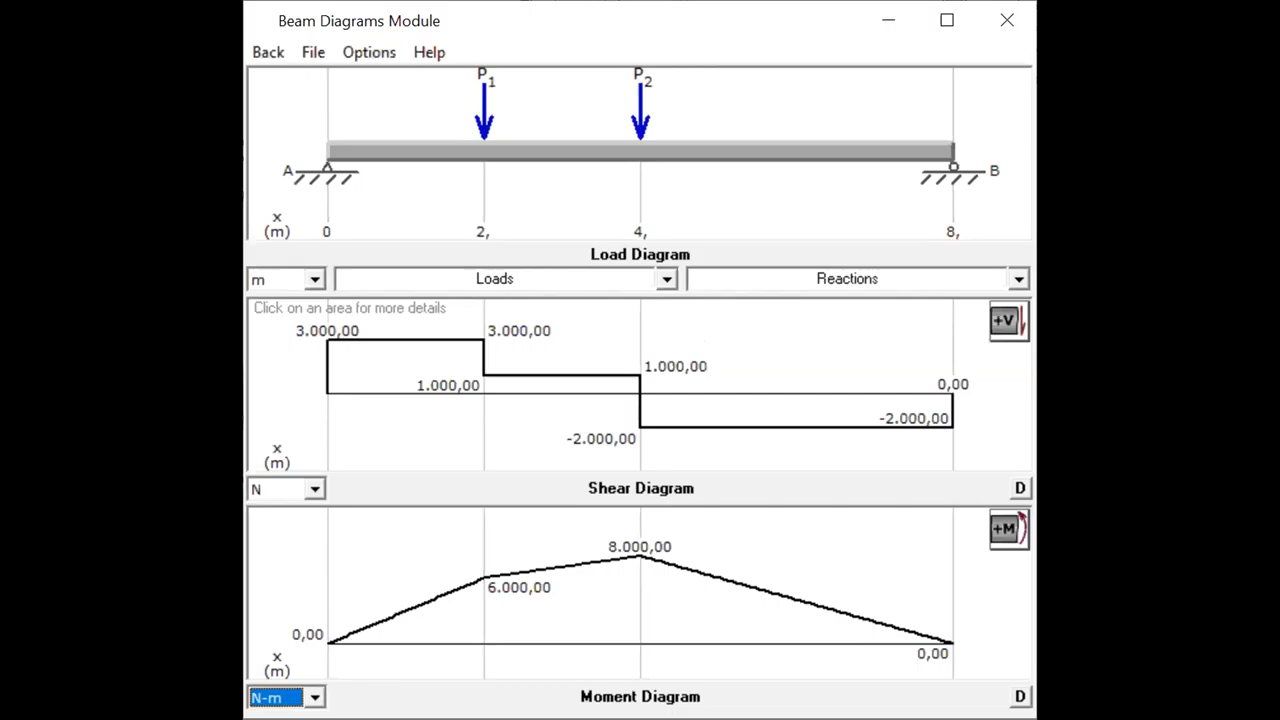 Beam Diagrams Module
Back File Options Help
P1 P2
A B
x
(m) 0 2, 4, 8,
Load Diagram
m Loads Reactions
Click on an area for more details
+V
3.000,00 3.000,00
1.000,00
1.000,00 0,00
-2.000,00
-2.000,00
x
(m)
N Shear Diagram D
+M
8.000,00
6.000,00
0,00
0,00
x
(m)
N-m Moment Diagram D